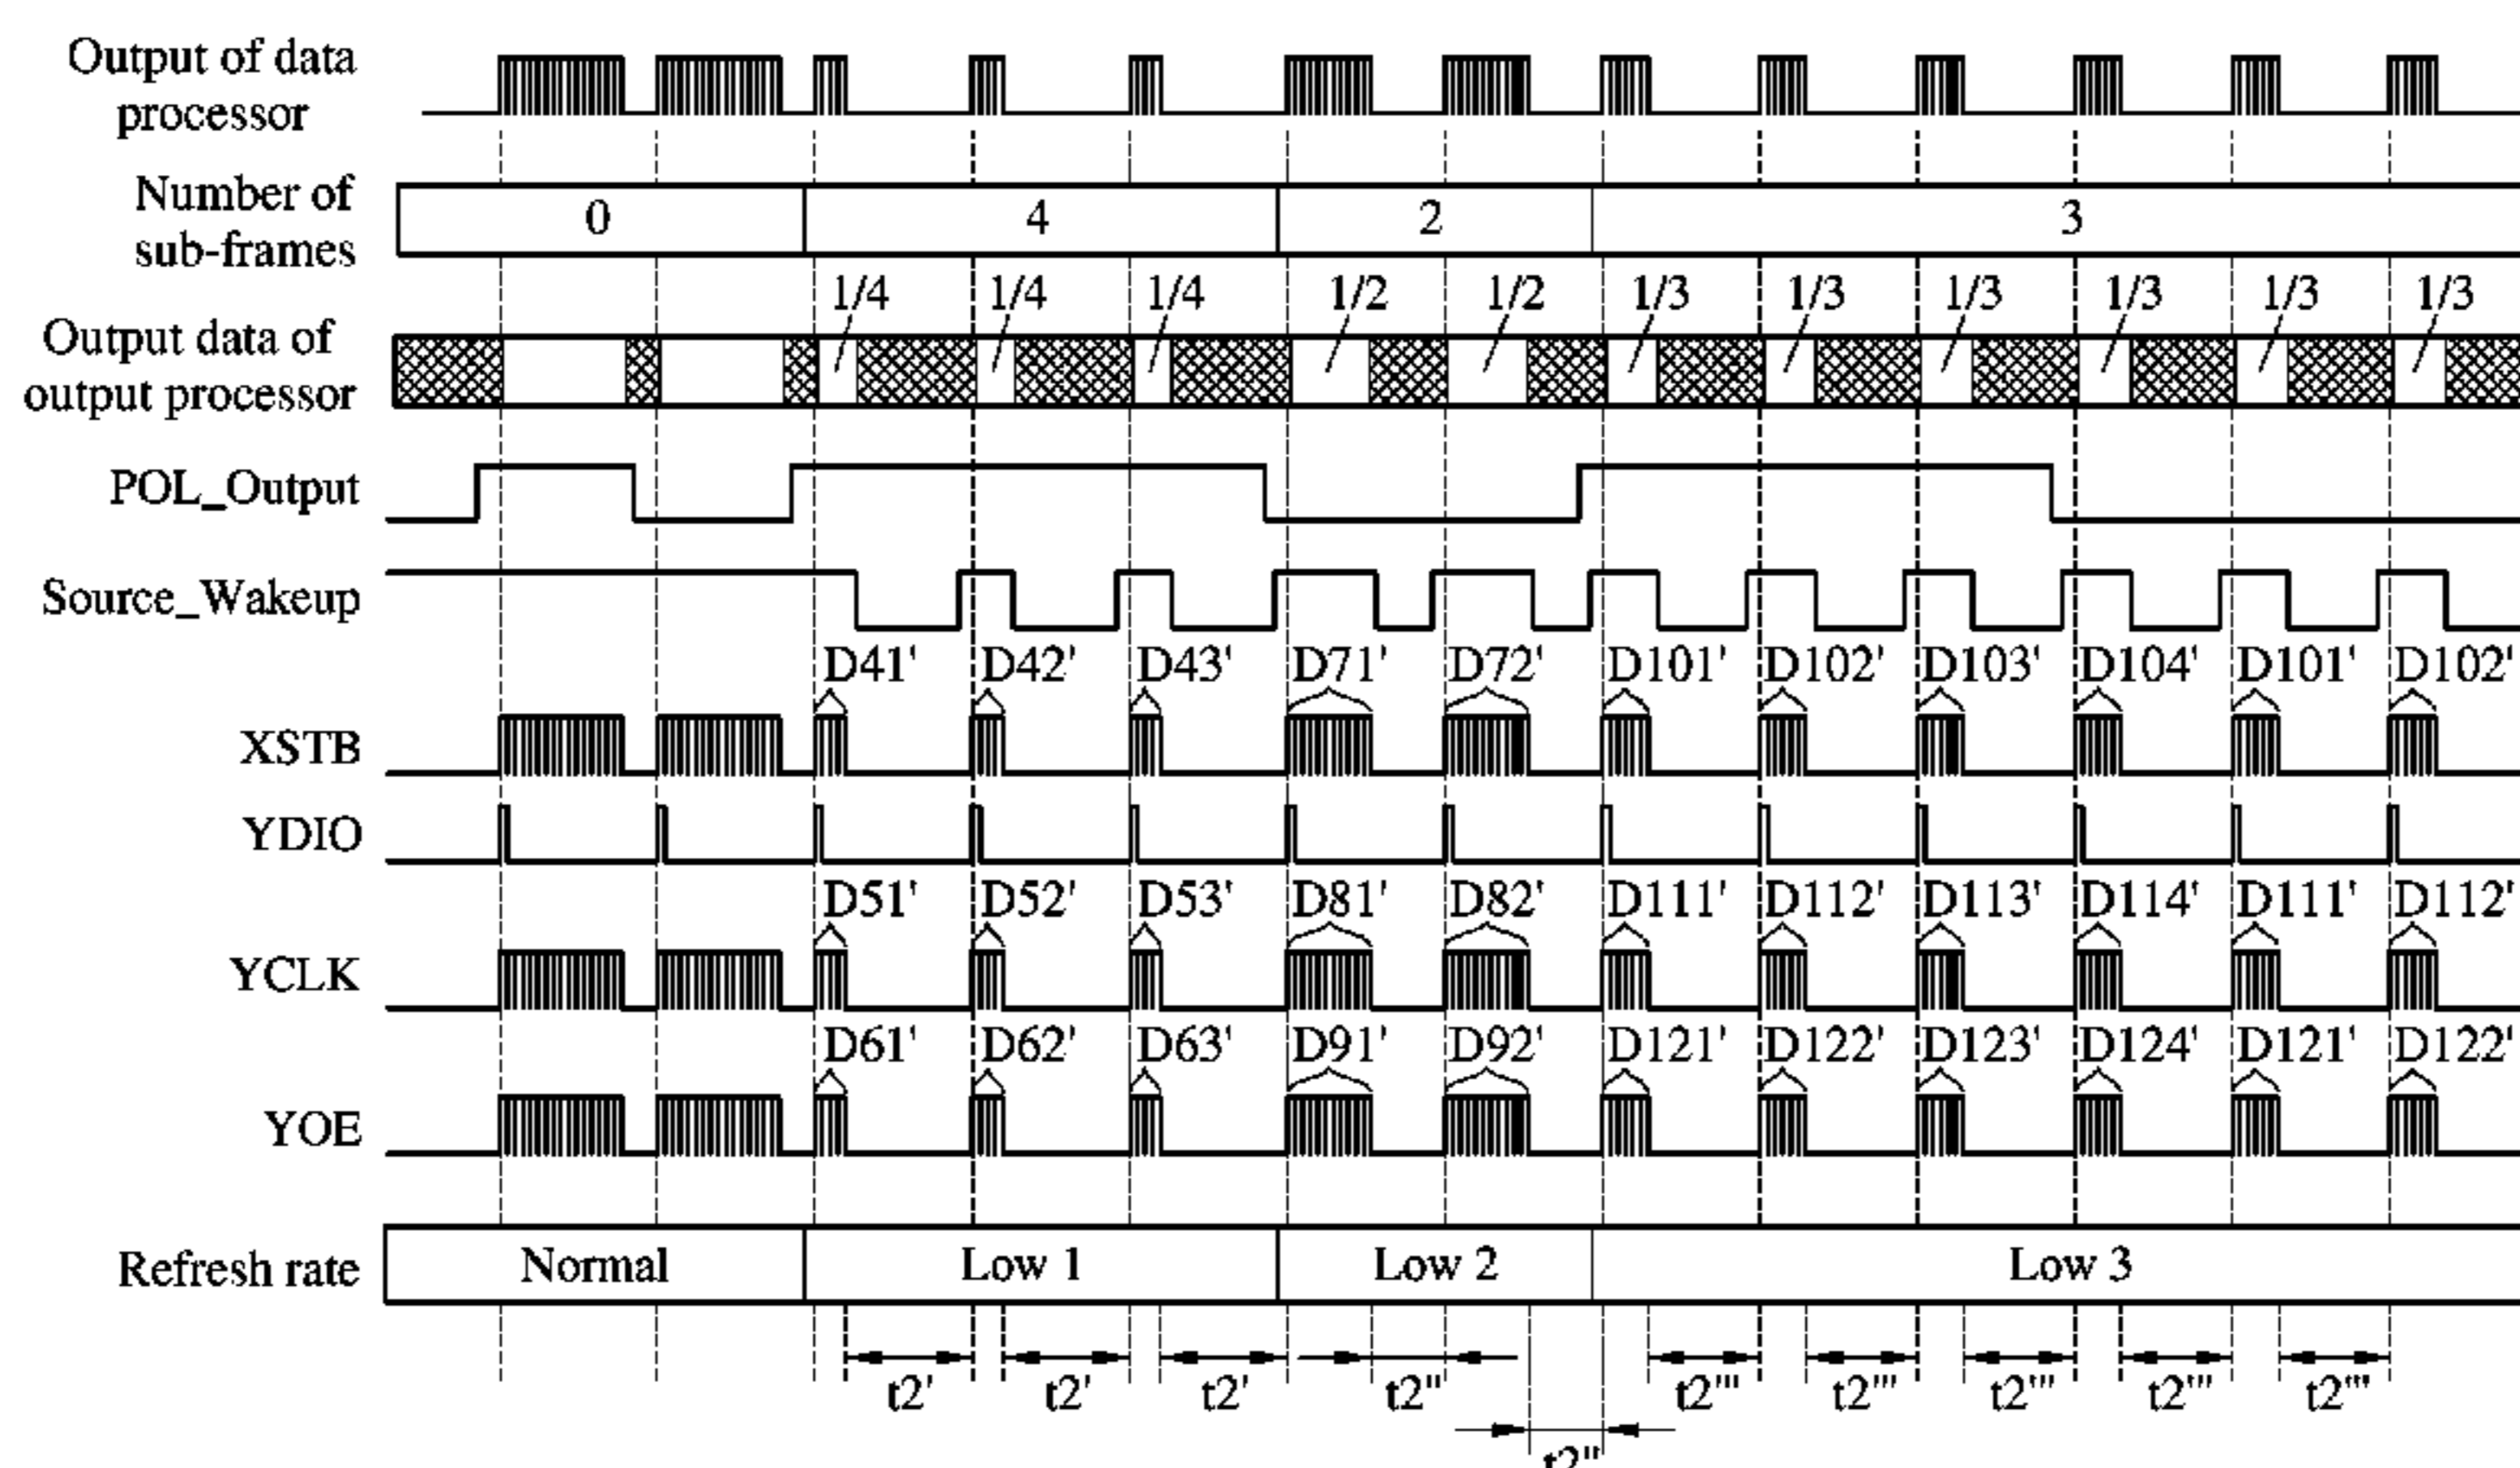 Output of data
processor
Number of
sub-frames
0 4 2 3
1/4 1/4 1/4 1/2 1/2 1/3 1/3 1/3 1/3 1/3 1/3
Output data of
output processor
POL_Output
Source_Wakeup
D41' D42' D43' D71' D72' D101' D102' D103' D104' D101' D102'
XSTB
YDIO
D51' D52' D53' D81' D82' D111' D112' D113' D114' D111' D112'
YCLK
D61' D62' D63' D91' D92' D121' D122' D123' D124' D121' D122'
YOE
Refresh rate Normal Low 1 Low 2 Low 3
t2' t2' t2' t2" t2"' t2"' t2"' t2"' t2"'
t2"